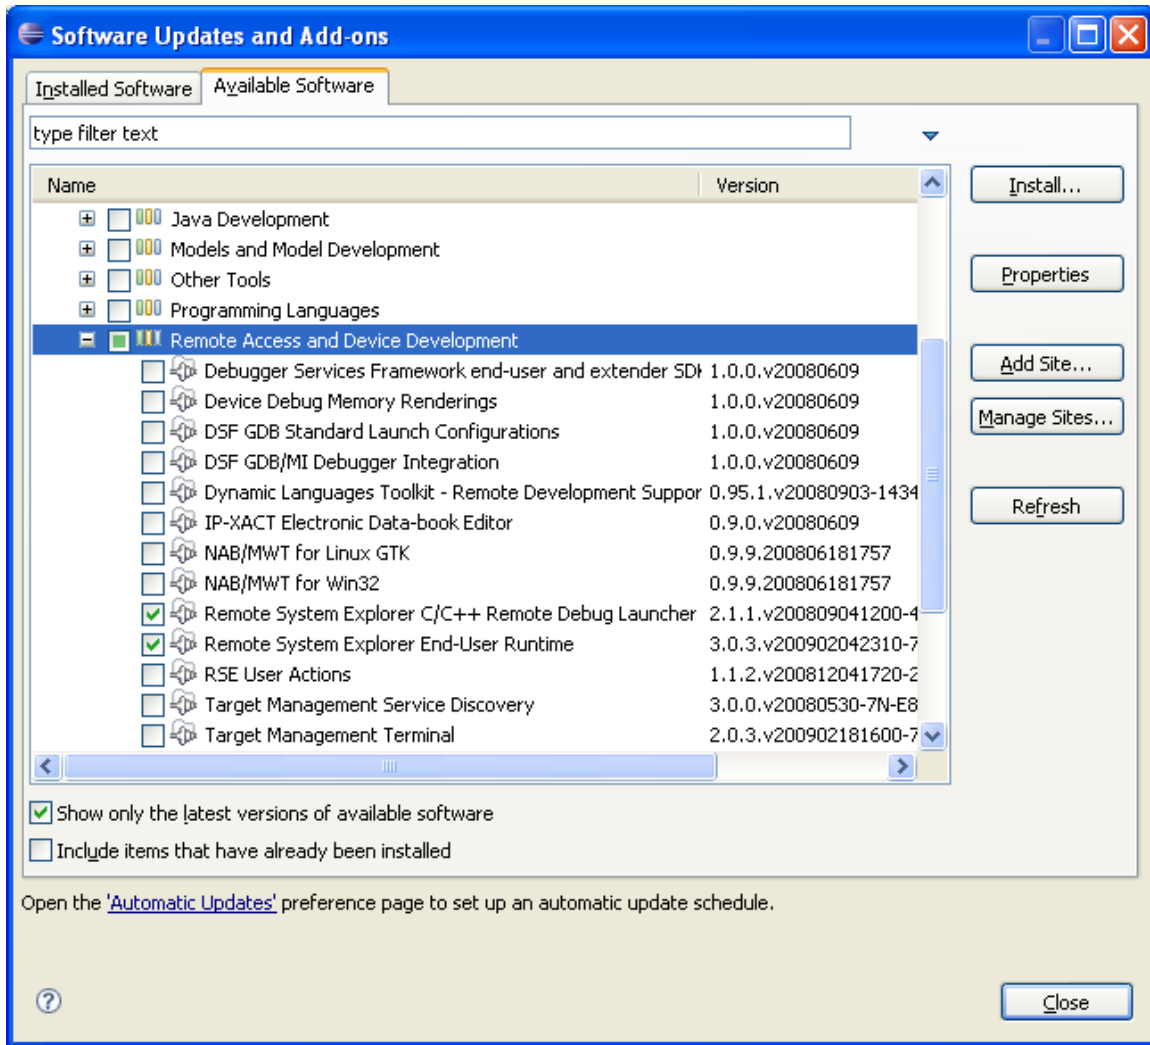 Software Updates and Add-ons
Installed Software Available Software
type filter text
Name Version
Install...
Java Development
Models and Model Development
Other Tools
Properties
Programming Languages
Remote Access and Device Development
Debugger Services Framework end-user and extender SDK 1.0.0.v20080609
Add Site...
Device Debug Memory Renderings 1.0.0.v20080609
Manage Sites...
DSF GDB Standard Launch Configurations 1.0.0.v20080609
DSF GDB/MI Debugger Integration 1.0.0.v20080609
Dynamic Languages Toolkit - Remote Development Suppor 0.95.1.v20080903-1434
Refresh
IP-XACT Electronic Data-book Editor 0.9.0.v20080609
NAB/MWT for Linux GTK 0.9.9.200806181757
NAB/MWT for Win32 0.9.9.200806181757
Remote System Explorer C/C++ Remote Debug Launcher 2.1.1.v200809041200-4
Remote System Explorer End-User Runtime 3.0.3.v200902042310-7
RSE User Actions 1.1.2.v200812041720-2
Target Management Service Discovery 3.0.0.v20080530-7N-E8
Target Management Terminal 2.0.3.v200902181600-7
Show only the latest versions of available software
Include items that have already been installed
Open the 'Automatic Updates' preference page to set up an automatic update schedule.
?
Close